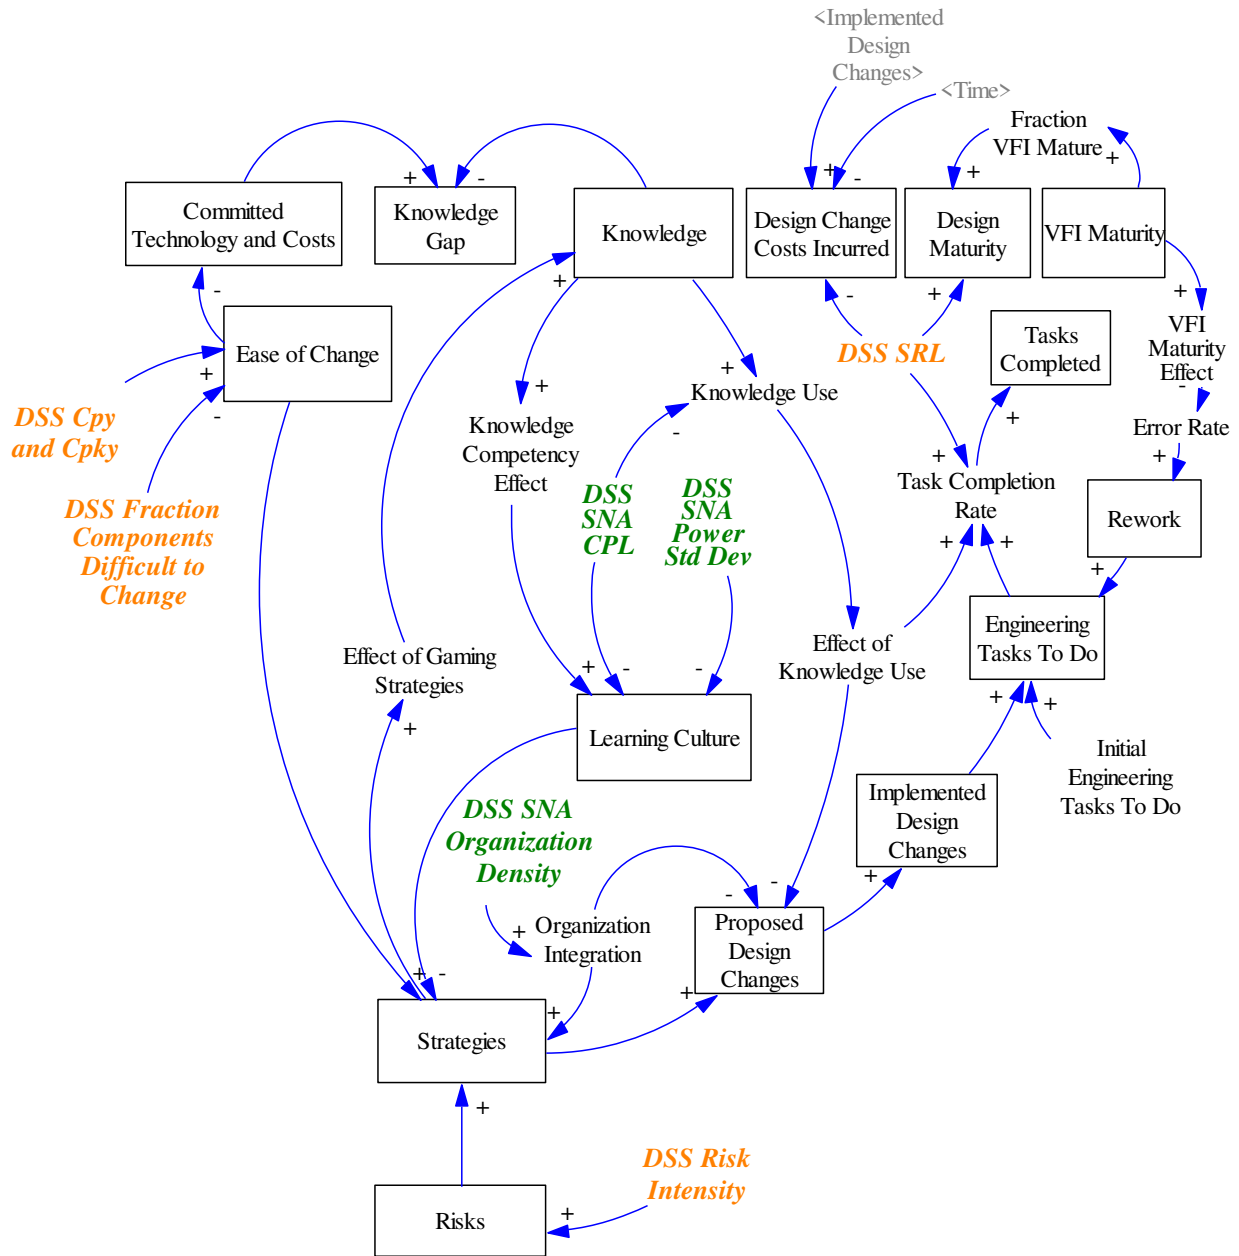 <Implemented
Design
Changes>
<Time>
Fraction
VFI Mature
+
+
+
-
+
-
Committed
Technology and Costs
Knowledge
Gap
Knowledge
Design Change
Costs Incurred
Design
Maturity
VFI Maturity
-
+
-
+
+
VFI
Maturity
Effect
-
Ease of Change
DSS SRL
Tasks
Completed
+
-
+
+
Knowledge Use
-
+
Error Rate
+
DSS Cpy
and Cpky
Knowledge
Competency
Effect
DSS
SNA
CPL
DSS
SNA
Power
Std Dev
+
Task Completion
Rate
+
+
Rework
+
DSS Fraction
Components
Difficult to
Change
Effect of Gaming
Strategies
+
+
-
-
Effect of
Knowledge Use
Engineering
Tasks To Do
+
+
Learning Culture
Initial
Engineering
Tasks To Do
DSS SNA
Organization
Density
Implemented
Design
Changes
+
+
Organization
Integration
-
-
Proposed
Design
Changes
+
-
+
+
Strategies
+
DSS Risk
Intensity
+
Risks